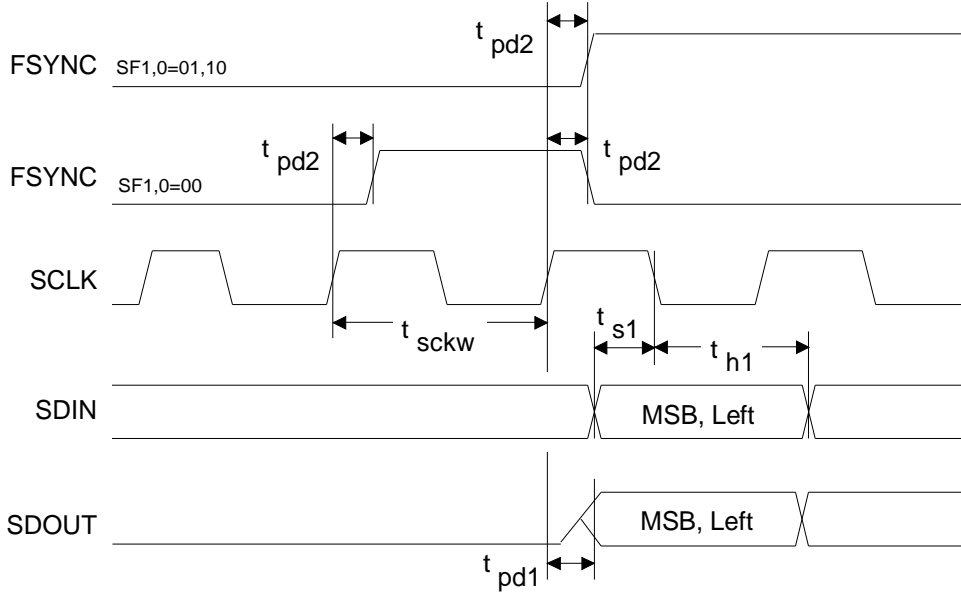 t pd2
FSYNC SF1,0=01,10
t pd2
t pd2
FSYNC SF1,0=00
SCLK
t sckw
t s1
t h1
SDIN
MSB, Left
SDOUT
MSB, Left
t pd1